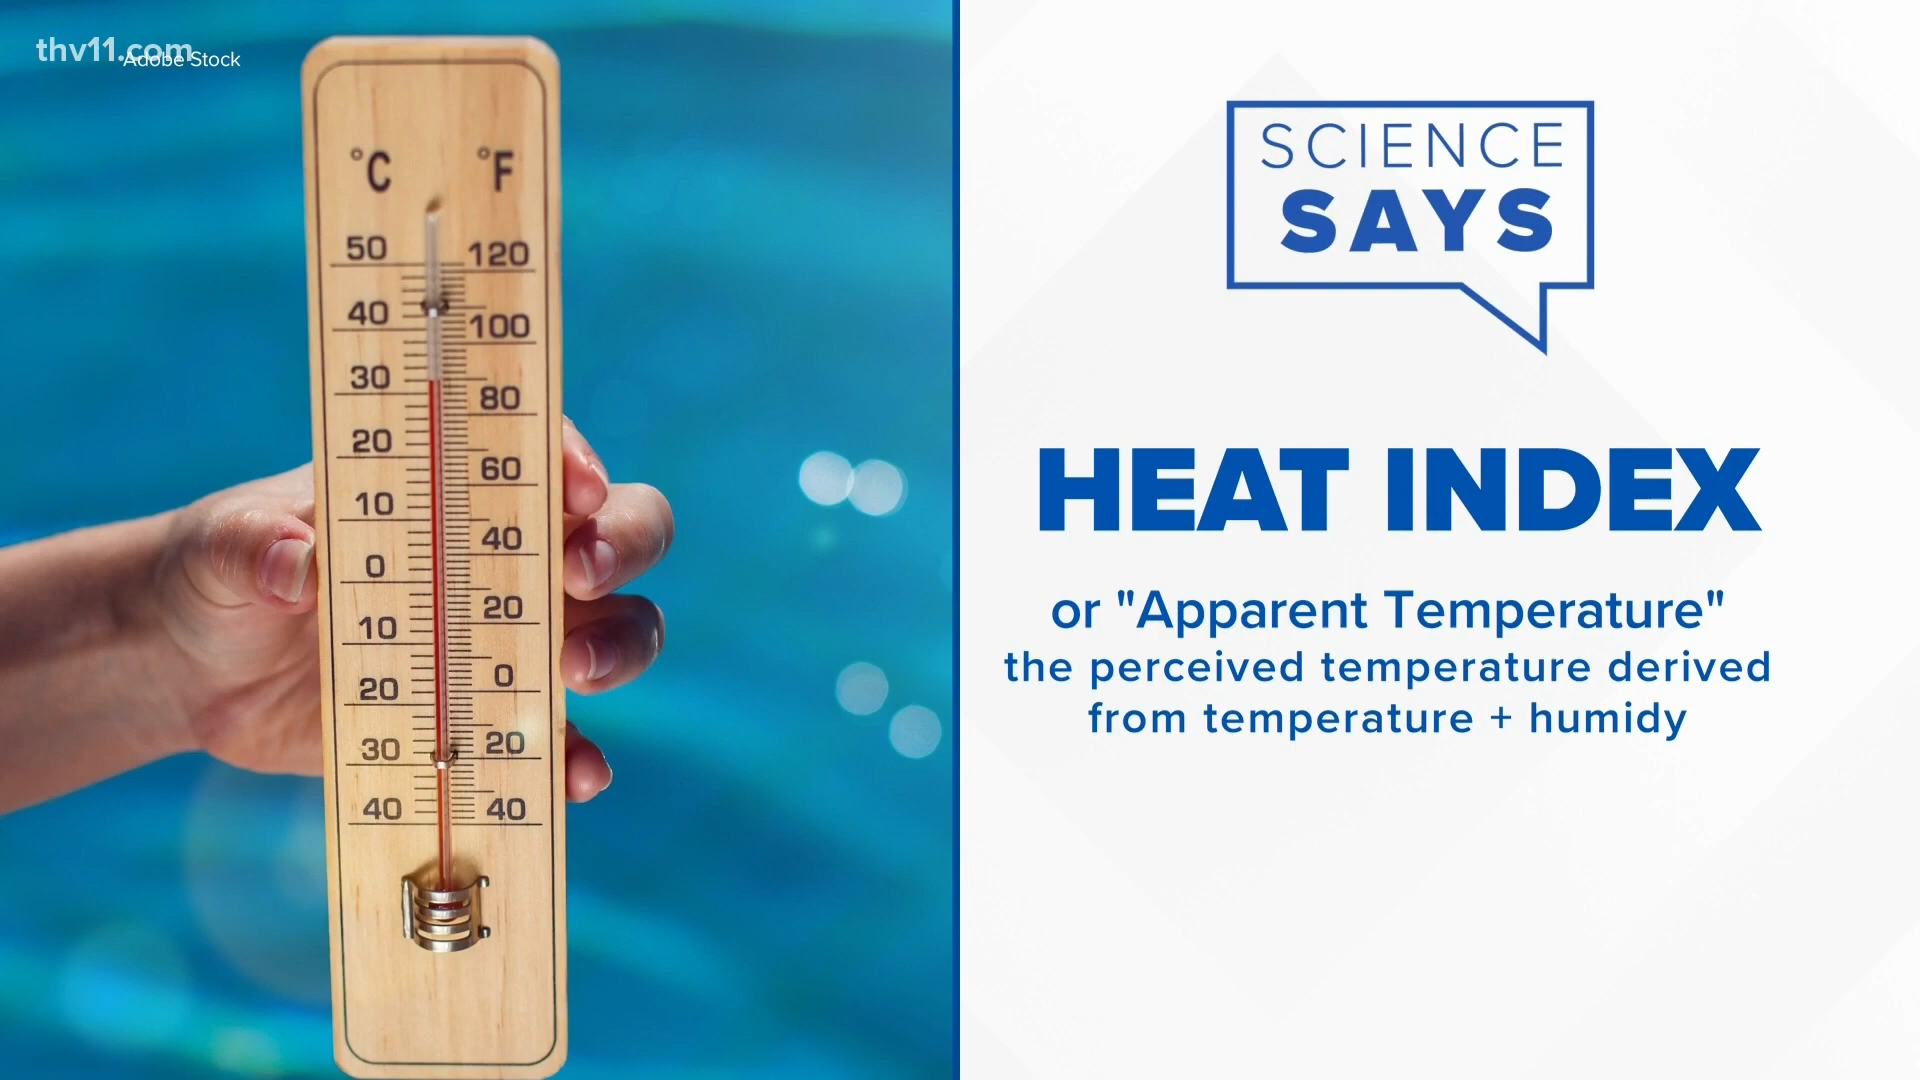 thv11.com
Adobe Stock
°C °F
50 120
40 100
30 80
20 60
10 40
0 20
10 0
20 20
30 40
40
SCIENCE
SAYS
HEAT INDEX
or "Apparent Temperature"
the perceived temperature derived
from temperature + humidy